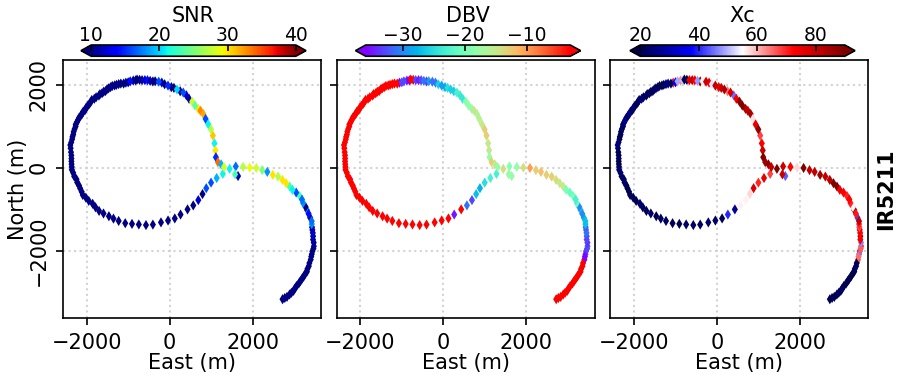 SNR DBV Xc
10 20 30 40 −30 −20 −10 20 40 60 80
2000
0
−2000
North (m)
IR5211
−2000 0 2000 −2000 0 2000 −2000 0 2000
East (m) East (m) East (m)